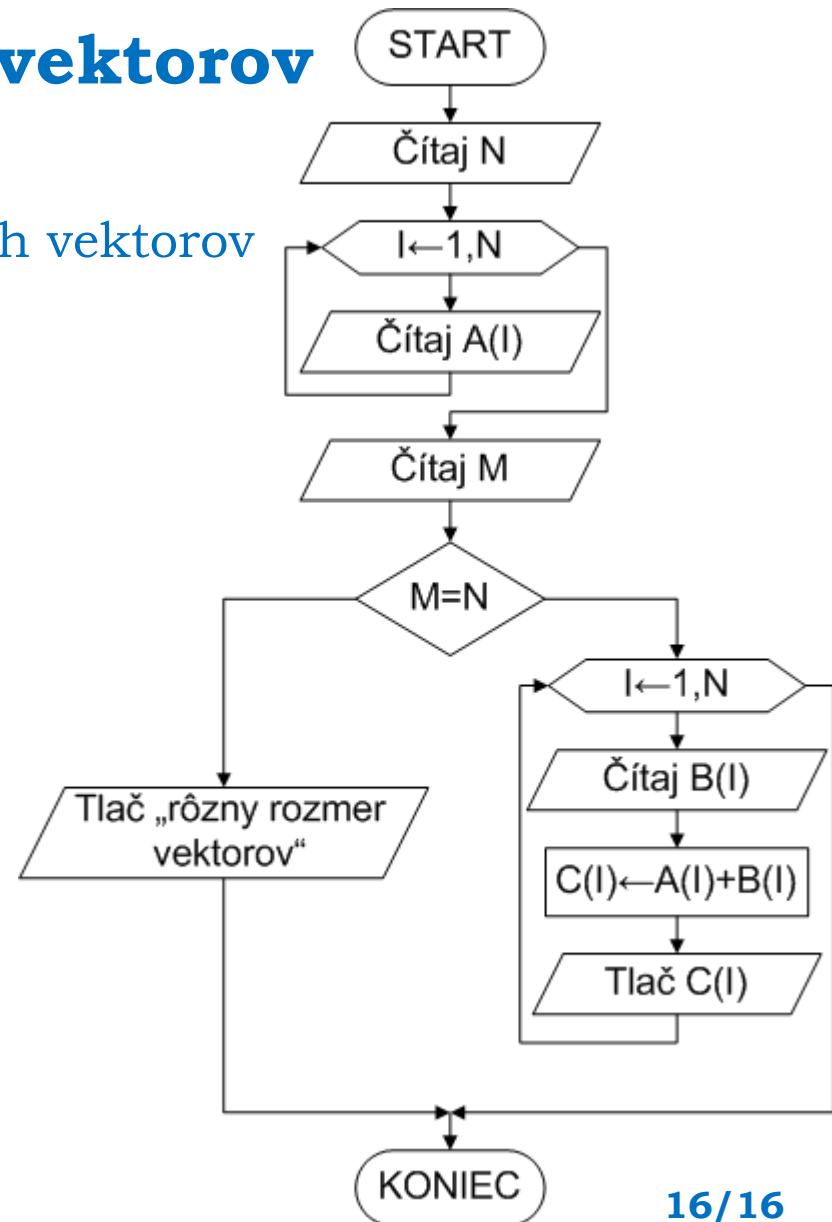 vektorov
h vektorov
START
Čítaj N
I←1,N
Čítaj A(I)
Čítaj M
M=N
I←1,N
Čítaj B(I)
C(I)←A(I)+B(I)
Tlač C(I)
Tlač „rôzny rozmer
vektorov“
KONIEC
16/16